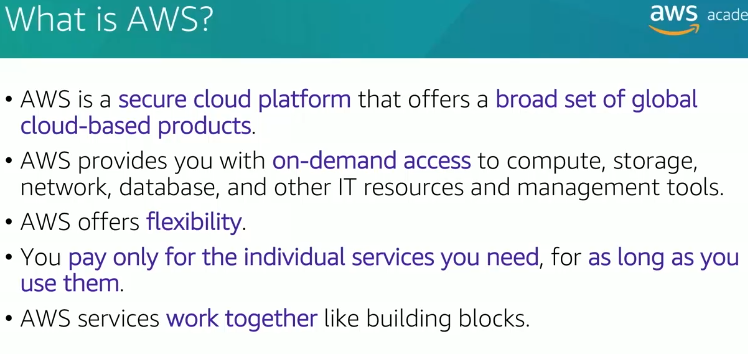 What is AWS?
aws acade
• AWS is a secure cloud platform that offers a broad set of global
cloud-based products.
• AWS provides you with on-demand access to compute, storage,
network, database, and other IT resources and management tools.
• AWS offers flexibility.
• You pay only for the individual services you need, for as long as you
use them.
• AWS services work together like building blocks.